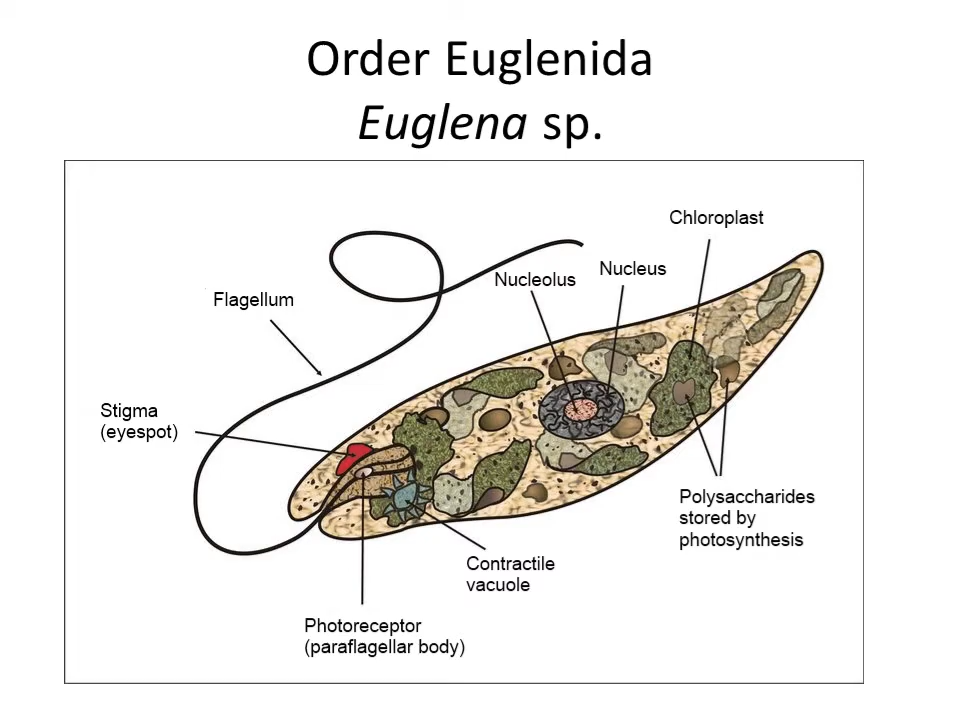 Order Euglenida
Euglena sp.
Chloroplast
Nucleolus
Nucleus
Flagellum
Stigma
(eyespot)
Polysaccharides
stored by
photosynthesis
Contractile
vacuole
Photoreceptor
(paraflagellar body)